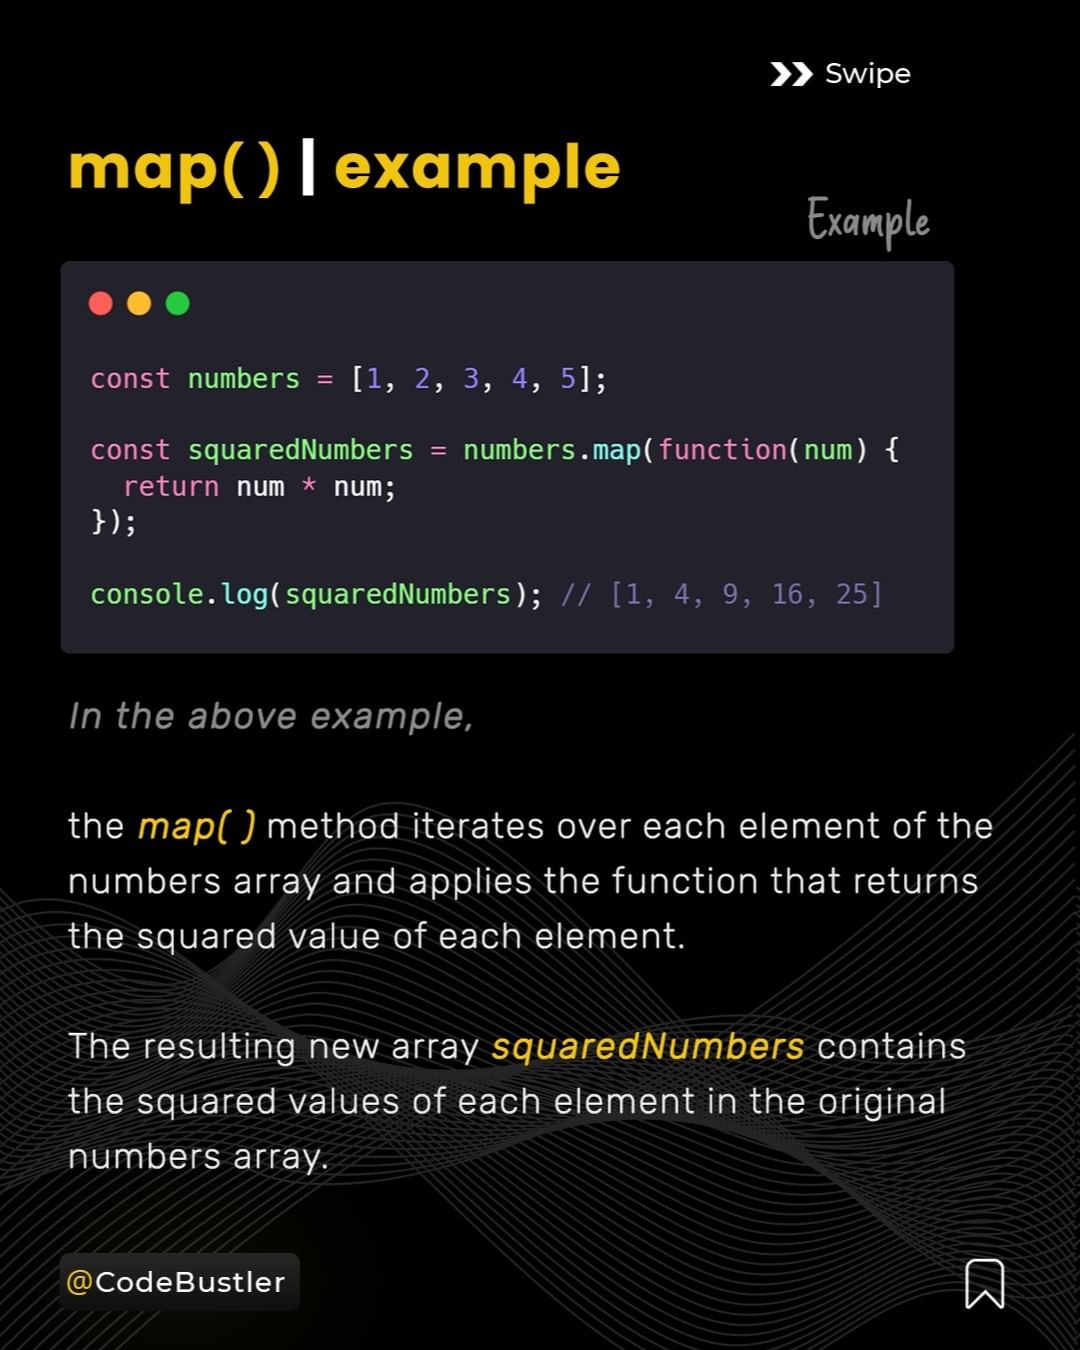 Swipe
map( ) | example
Example
const numbers = [1, 2, 3, 4, 5];
const squaredNumbers = numbers.map(function(num) {
  return num * num;
});
console.log(squaredNumbers); // [1, 4, 9, 16, 25]
In the above example,
the map( ) method iterates over each element of the
numbers array and applies the function that returns
the squared value of each element.
The resulting new array squaredNumbers contains
the squared values of each element in the original
numbers array.
@CodeBustler